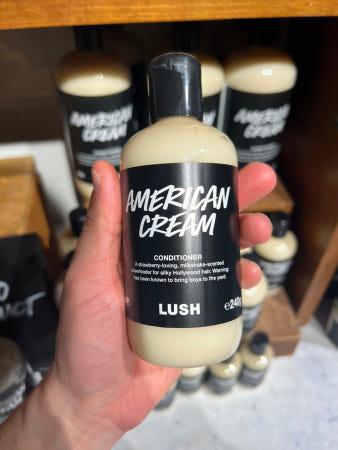 AMERICAN
CREAM
AMERICAN
CREAM
AMERICAN
CREAM
CONDITIONER
A strawberry-loving, milkshake-scented
cheerleader for silky Hollywood hair. Warning:
has been known to bring boys to the yard.
LUSH
℮240g